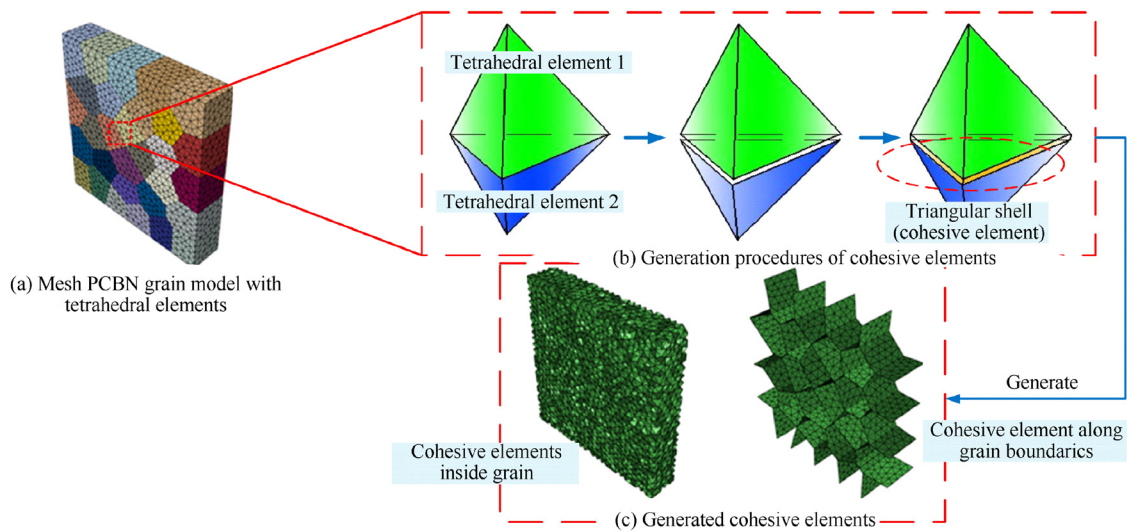 Tetrahedral element 1
Tetrahedral element 2
Triangular shell
(cohesive element)
(b) Generation procedures of cohesive elements
(a) Mesh PCBN grain model with
tetrahedral elements
Generate
Cohesive elements
inside grain
Cohesive element along
grain boundarics
(c) Generated cohesive elements